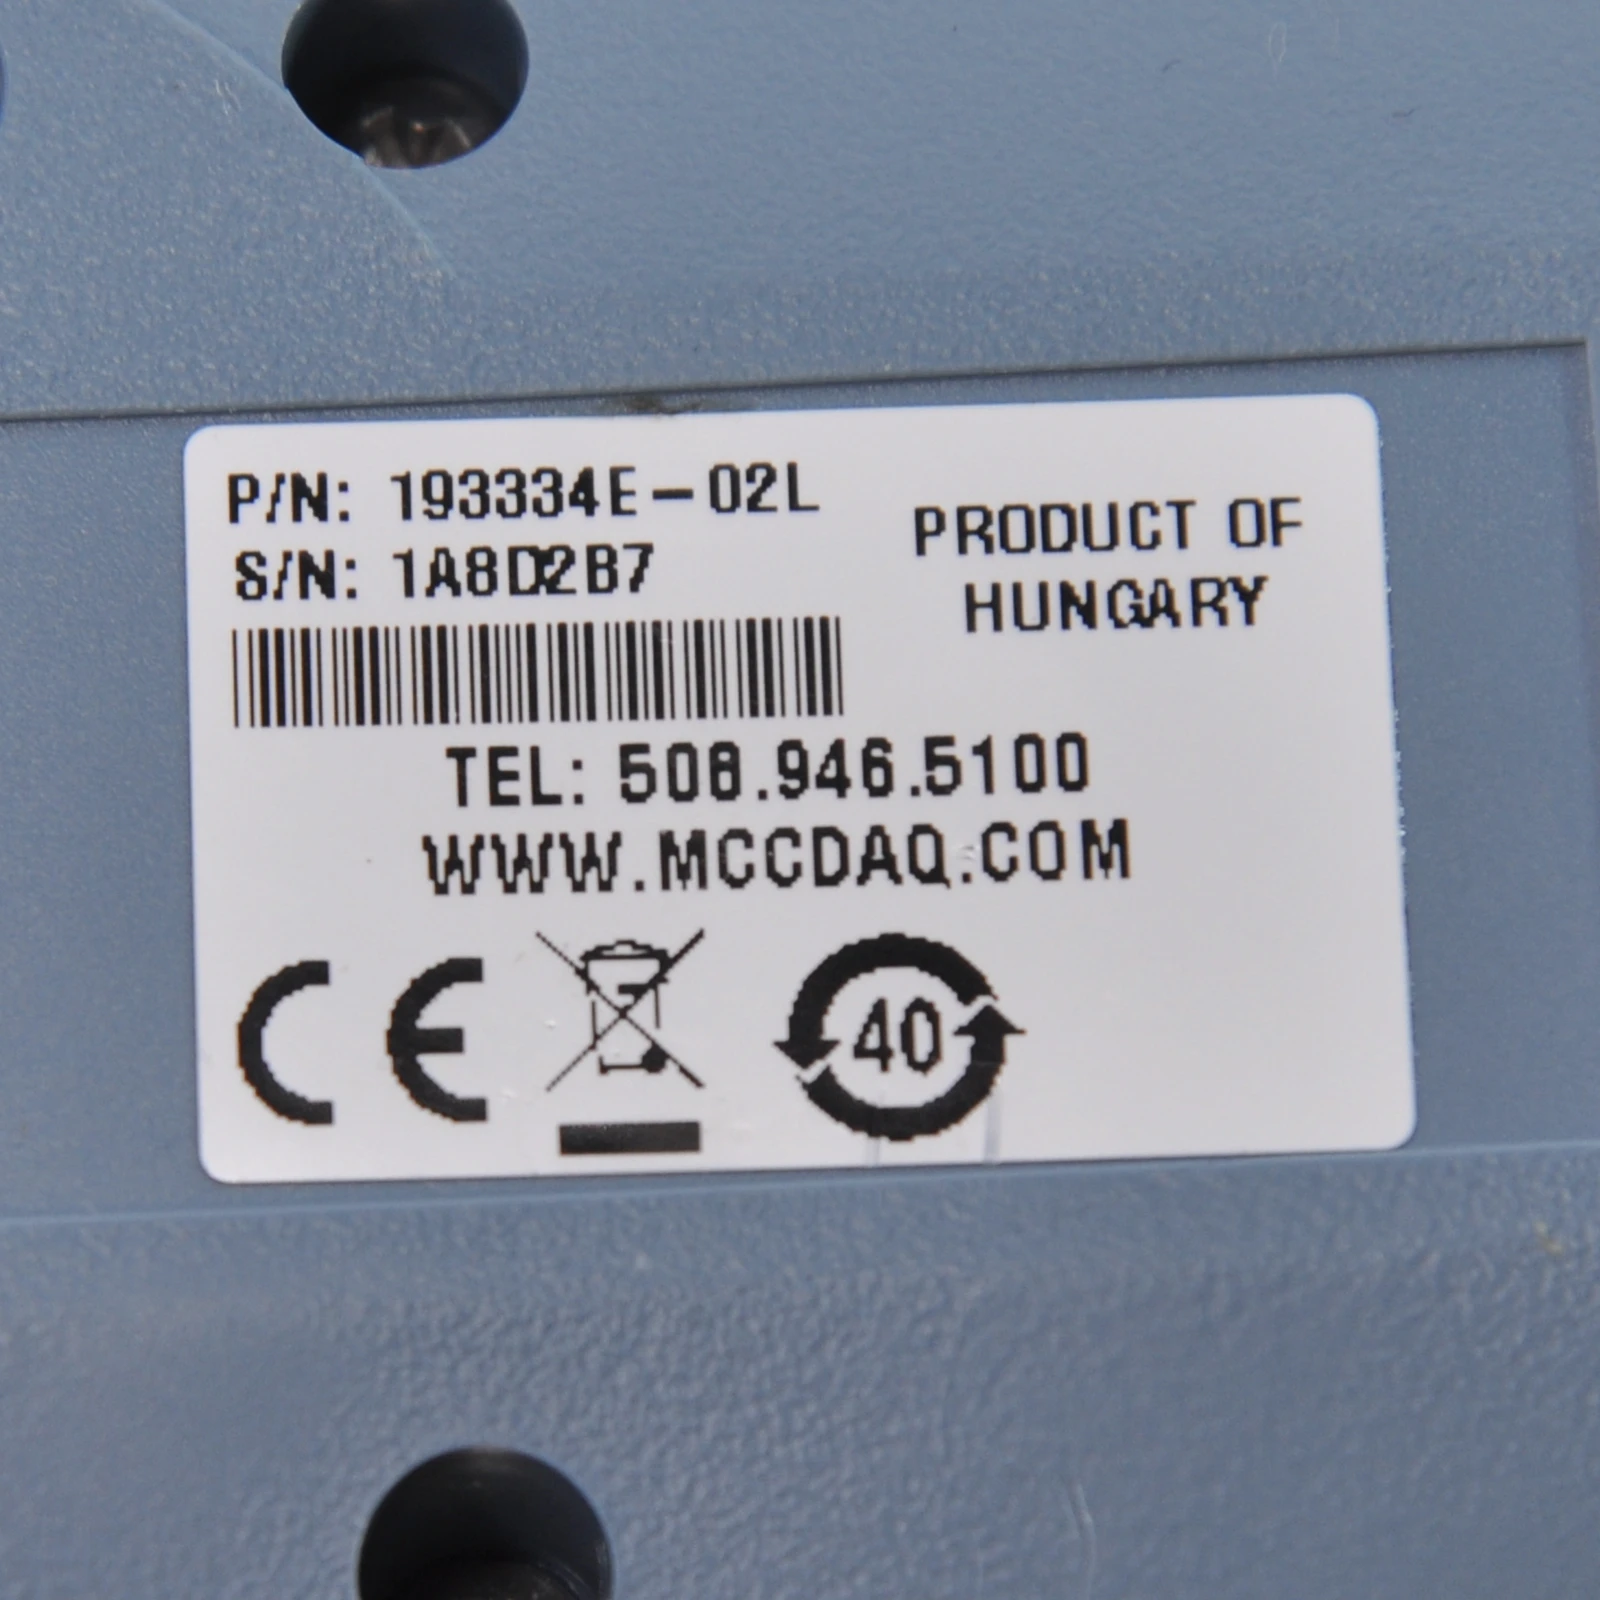 P/N: 193334E-02L
S/N: 1A8D2B7
PRODUCT OF
HUNGARY
TEL: 508.946.5100
WWW.MCCDAQ.COM
CE
40